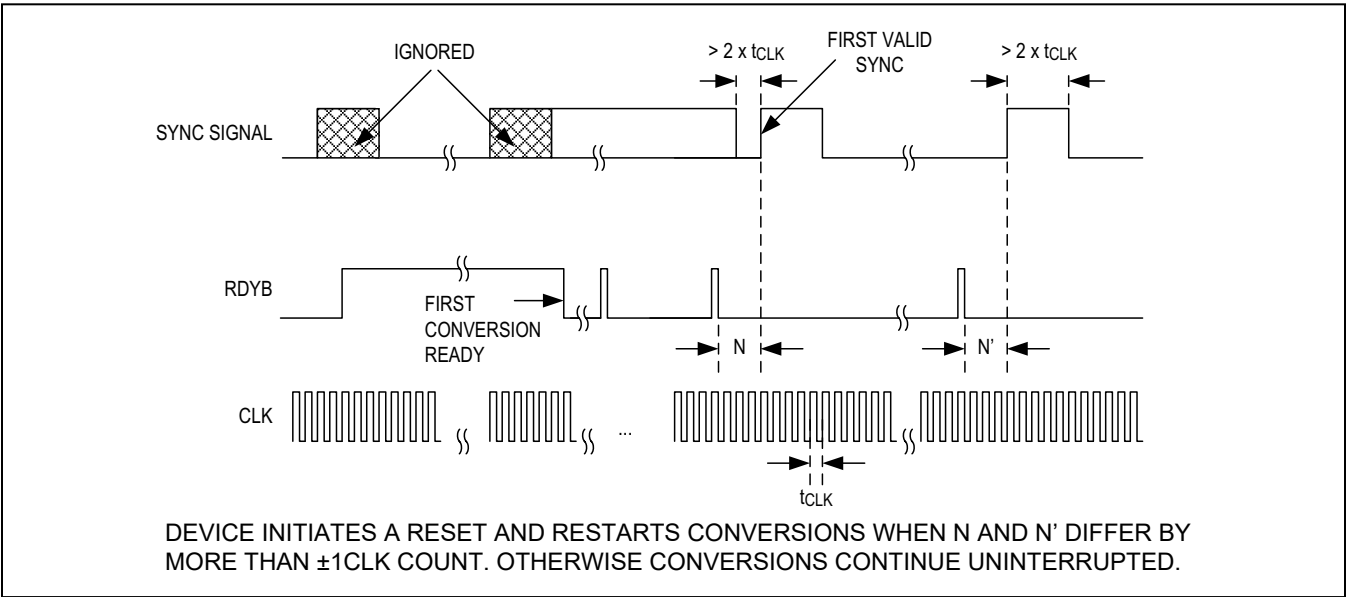 IGNORED
> 2 x tCLK
FIRST VALID
SYNC
> 2 x tCLK
SYNC SIGNAL
RDYB
FIRST
CONVERSION
READY
N
N’
CLK
...
tCLK
DEVICE INITIATES A RESET AND RESTARTS CONVERSIONS WHEN N AND N’ DIFFER BY
MORE THAN ±1CLK COUNT. OTHERWISE CONVERSIONS CONTINUE UNINTERRUPTED.